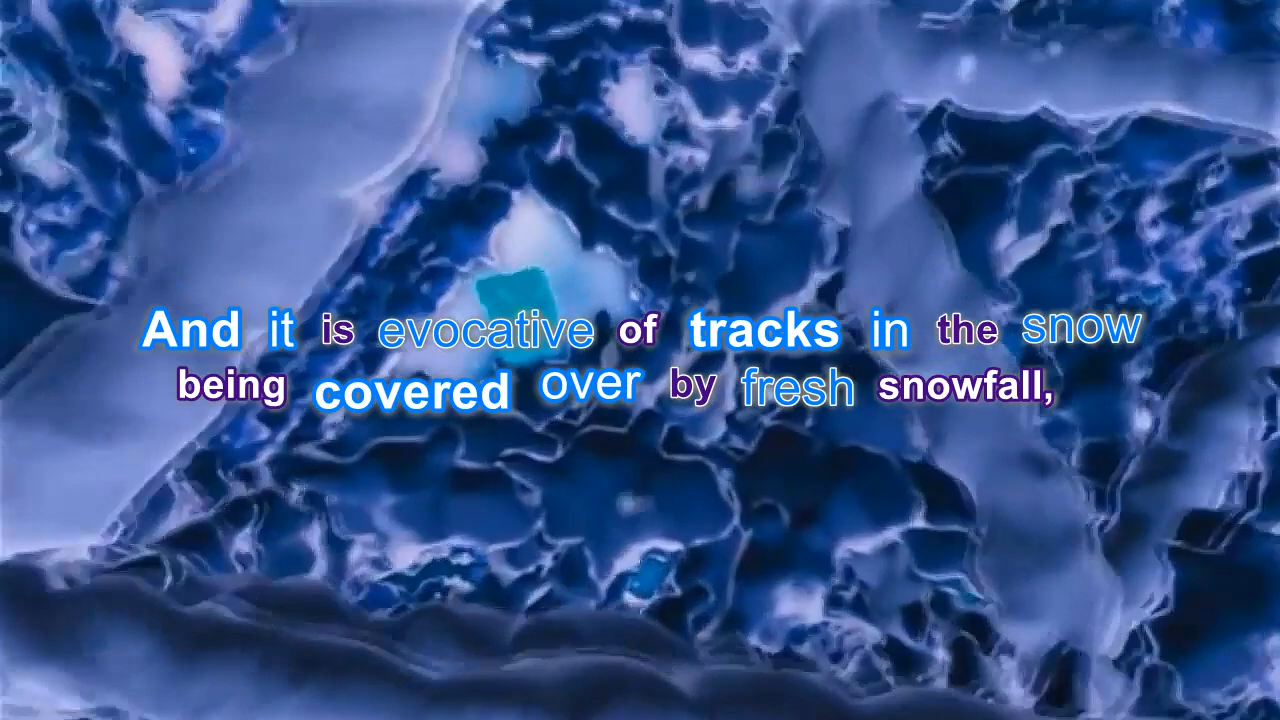 And it is evocative of tracks in the snow
being covered over by fresh snowfall,